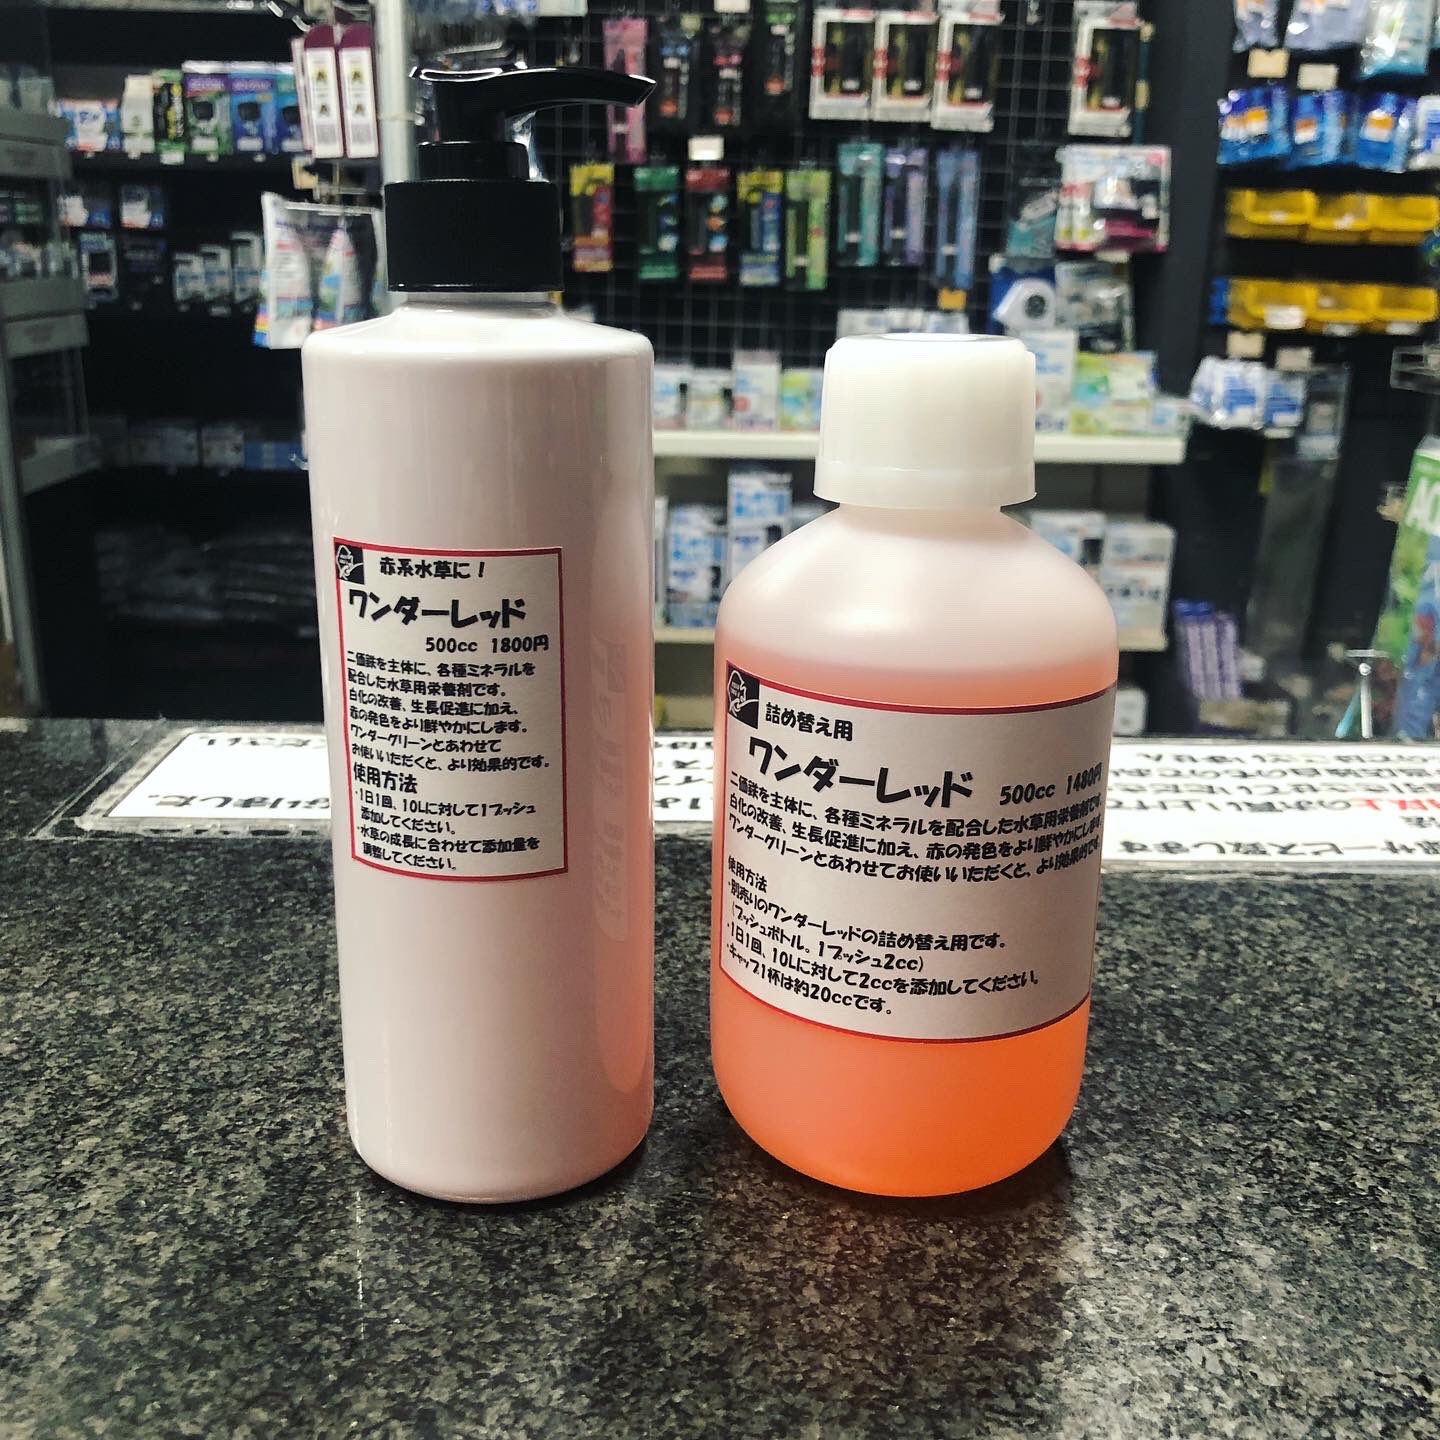 赤系水草に！
ワンダーレッド
500cc 1800円
二価鉄を主体に、各種ミネラルを
配合した水草用栄養剤です。
白化の改善、生長促進に加え、
赤の発色をより鮮やかにします。
ワンダーグリーンとあわせて
お使いいただくと、より効果的です。
使用方法
・1日1回、10Lに対して1プッシュ
添加してください。
・水草の成長に合わせて添加量を
調整してください。
詰め替え用
ワンダーレッド 500cc 1480円
二価鉄を主体に、各種ミネラルを配合した水草用栄養剤です。
白化の改善、生長促進に加え、赤の発色をより鮮やかにします。
ワンダーグリーンとあわせてお使いいただくと、より効果的です。
使用方法
・別売りのワンダーレッドの詰め替え用です。
（プッシュボトル。1プッシュ2cc）
・1日1回、10Lに対して2ccを添加してください。
・キャップ1杯は約20ccです。